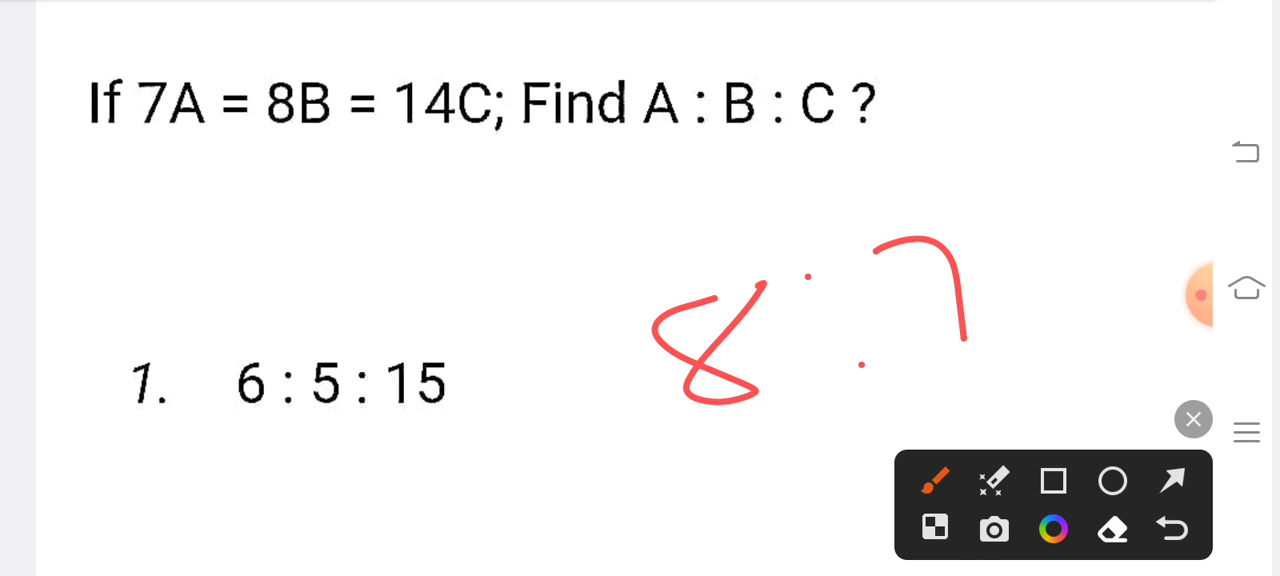 If 7A = 8B = 14C; Find A : B : C ?
8 : 7
1. 6 : 5 : 15